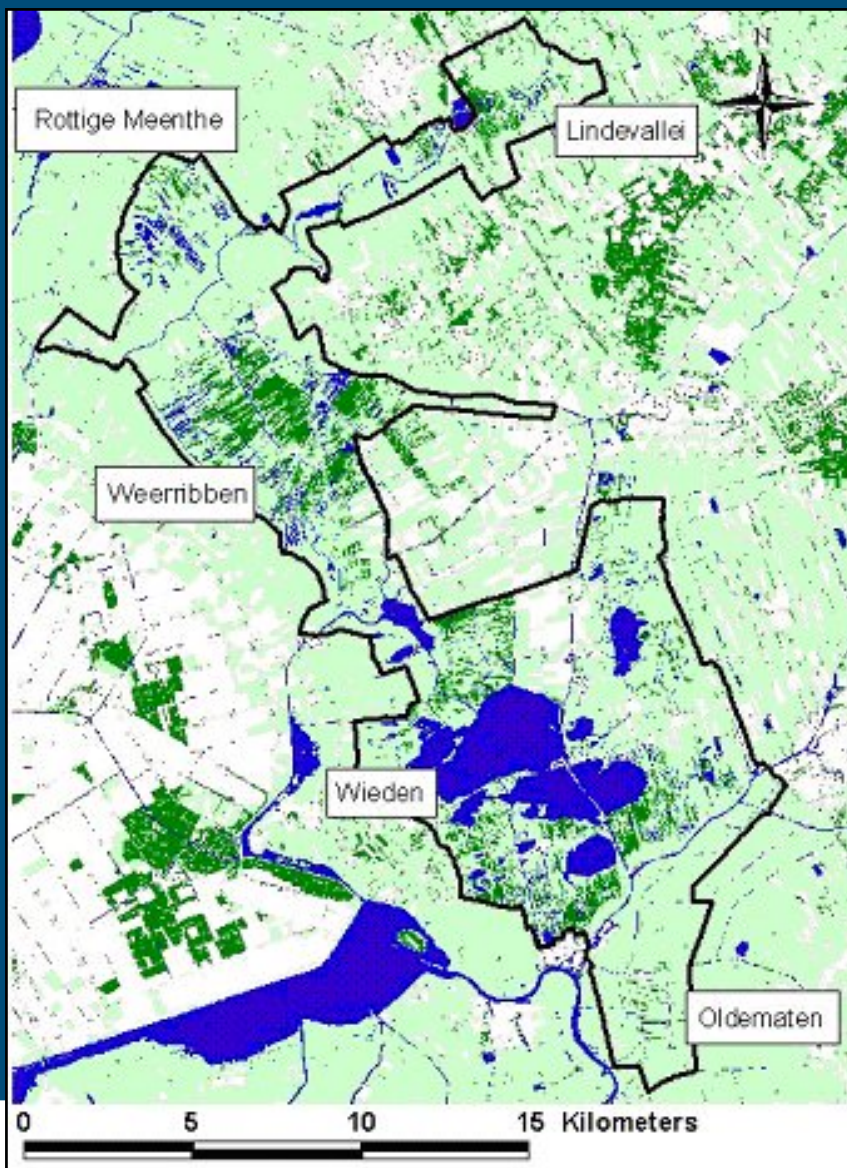 N
Rottige Meenthe
Lindevallei
Weerribben
Wieden
Oldematen
0 5 10 15 Kilometers